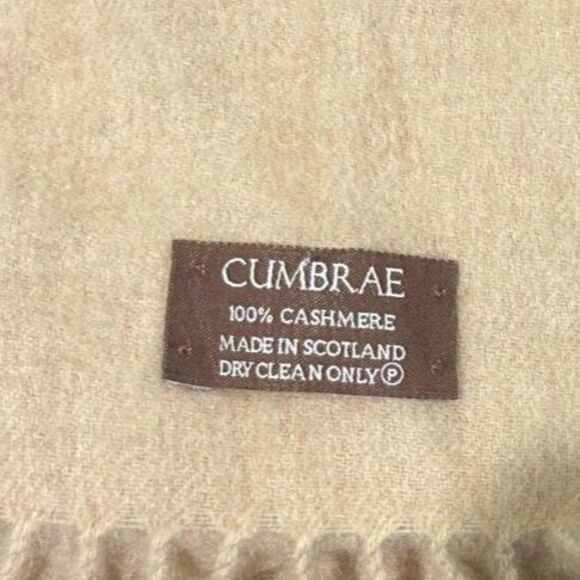 CUMBRAE
100% CASHMERE
MADE IN SCOTLAND
DRY CLEAN ONLY Ⓟ